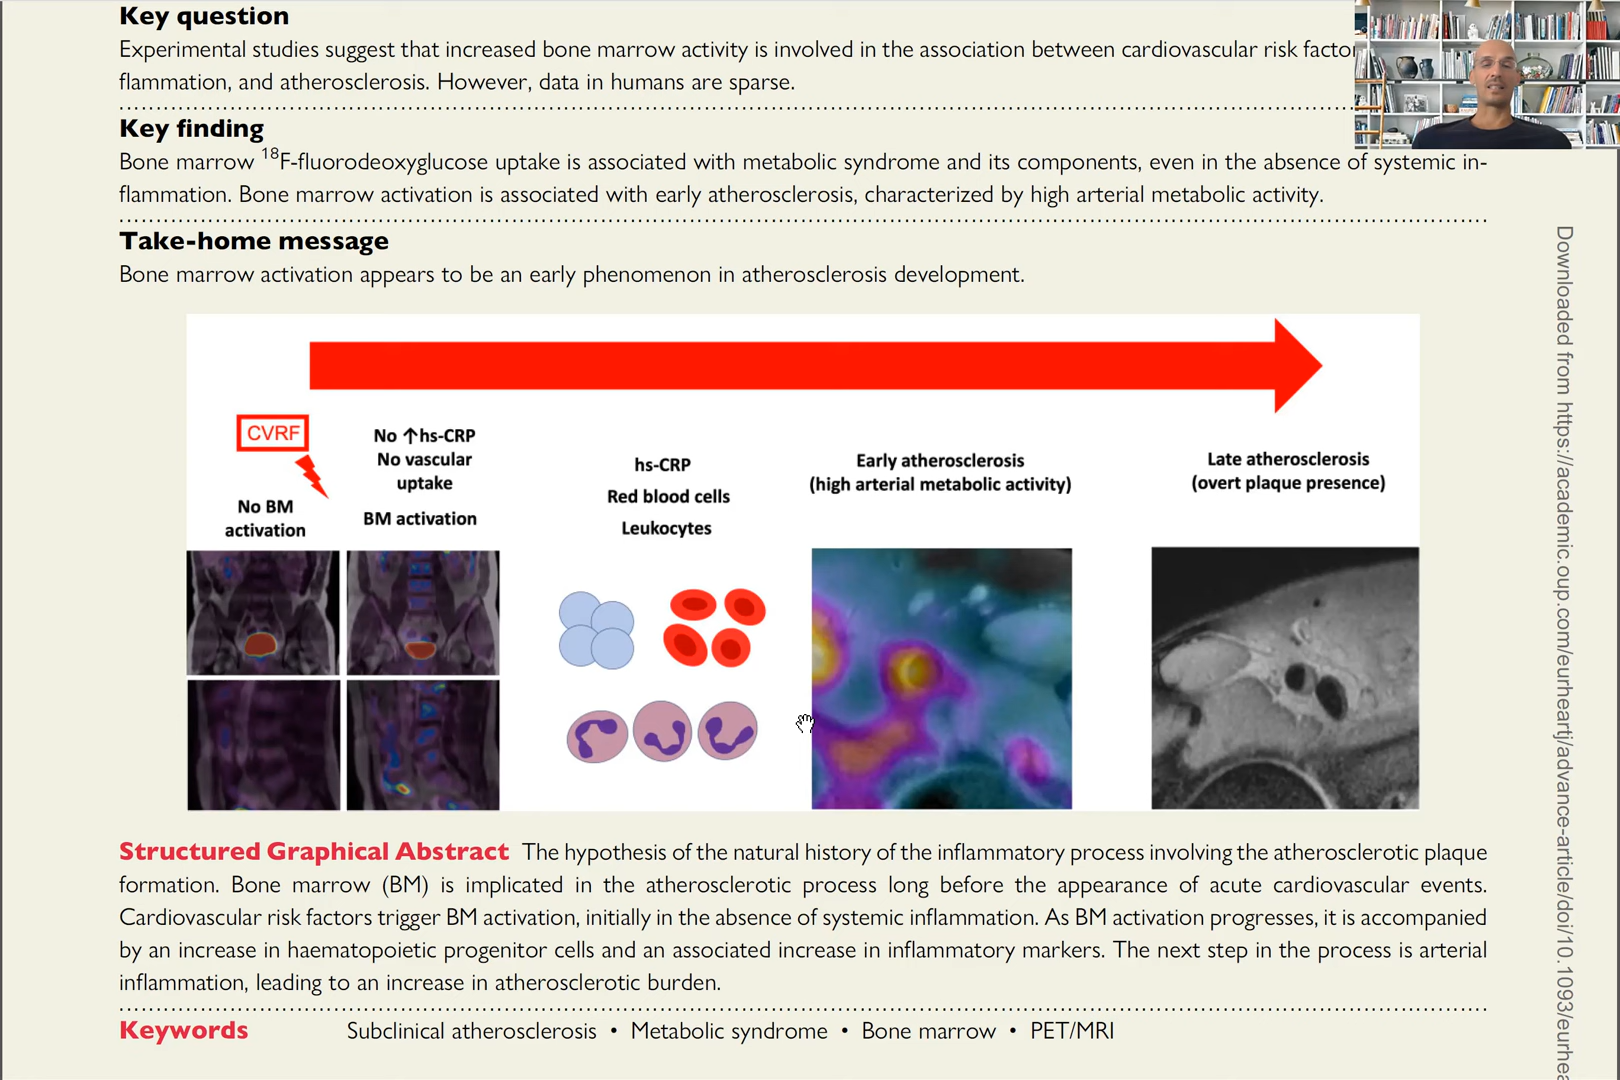 Key question
Experimental studies suggest that increased bone marrow activity is involved in the association between cardiovascular risk factor
flammation, and atherosclerosis. However, data in humans are sparse.
Key finding
Bone marrow 18F-fluorodeoxyglucose uptake is associated with metabolic syndrome and its components, even in the absence of systemic in-
flammation. Bone marrow activation is associated with early atherosclerosis, characterized by high arterial metabolic activity.
Take-home message
Bone marrow activation appears to be an early phenomenon in atherosclerosis development.
CVRF
No BM
activation
No ↑hs-CRP
No vascular
uptake
BM activation
hs-CRP
Red blood cells
Leukocytes
Early atherosclerosis
(high arterial metabolic activity)
Late atherosclerosis
(overt plaque presence)
Structured Graphical Abstract The hypothesis of the natural history of the inflammatory process involving the atherosclerotic plaque
formation. Bone marrow (BM) is implicated in the atherosclerotic process long before the appearance of acute cardiovascular events.
Cardiovascular risk factors trigger BM activation, initially in the absence of systemic inflammation. As BM activation progresses, it is accompanied
by an increase in haematopoietic progenitor cells and an associated increase in inflammatory markers. The next step in the process is arterial
inflammation, leading to an increase in atherosclerotic burden.
Keywords Subclinical atherosclerosis • Metabolic syndrome • Bone marrow • PET/MRI
Downloaded from https://academic.oup.com/eurheartj/advance-article/doi/10.1093/eurhea